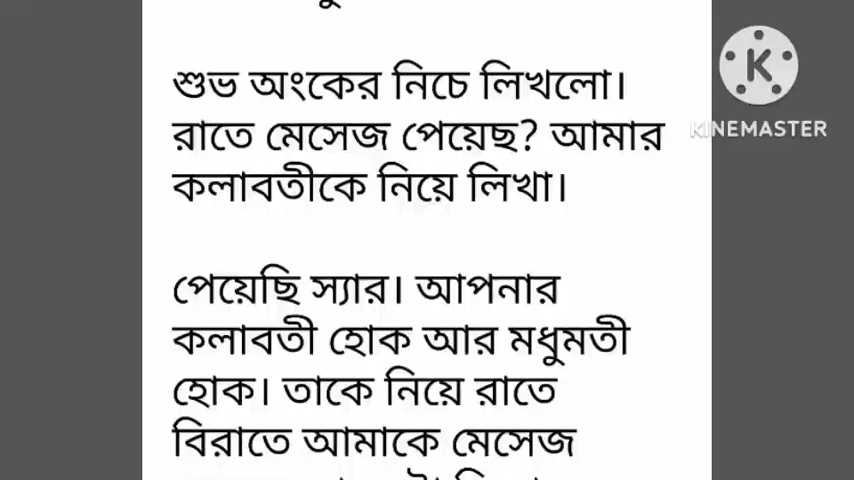 শুভ অংকের নিচে লিখলো।
রাতে মেসেজ পেয়েছ? আমার
কলাবতীকে নিয়ে লিখা।
পেয়েছি স্যার। আপনার
কলাবতী হোক আর মধুমতী
হোক। তাকে নিয়ে রাতে
বিরাতে আমাকে মেসেজ
K
KINEMASTER